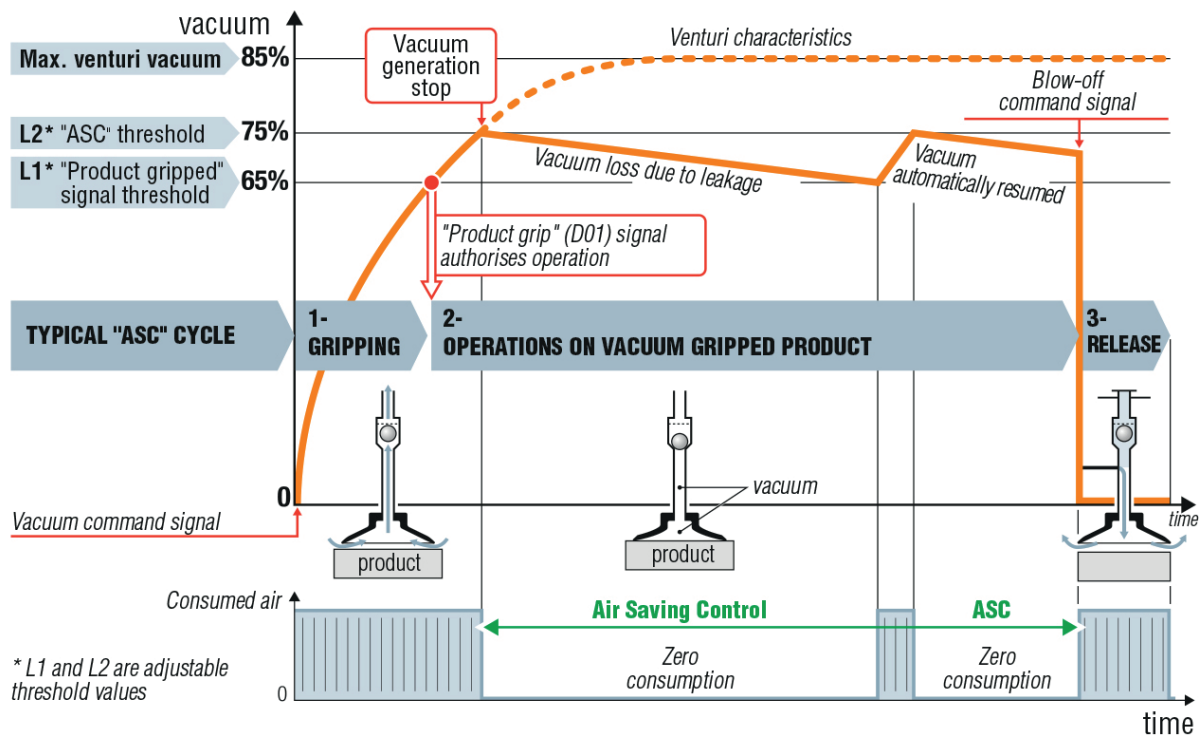 vacuum
Max. venturi vacuum
85%
Vacuum
generation
stop
Venturi characteristics
Blow-off
command signal
L2* "ASC" threshold
75%
L1* "Product gripped"
signal threshold
65%
Vacuum loss due to leakage
Vacuum
automatically resumed
"Product grip" (D01) signal
authorises operation
TYPICAL "ASC" CYCLE
1-
GRIPPING
2-
OPERATIONS ON VACUUM GRIPPED PRODUCT
3-
RELEASE
0
vacuum
time
Vacuum command signal
product
product
Consumed air
Air Saving Control
ASC
Zero
consumption
Zero
consumption
* L1 and L2 are adjustable
threshold values
0
time